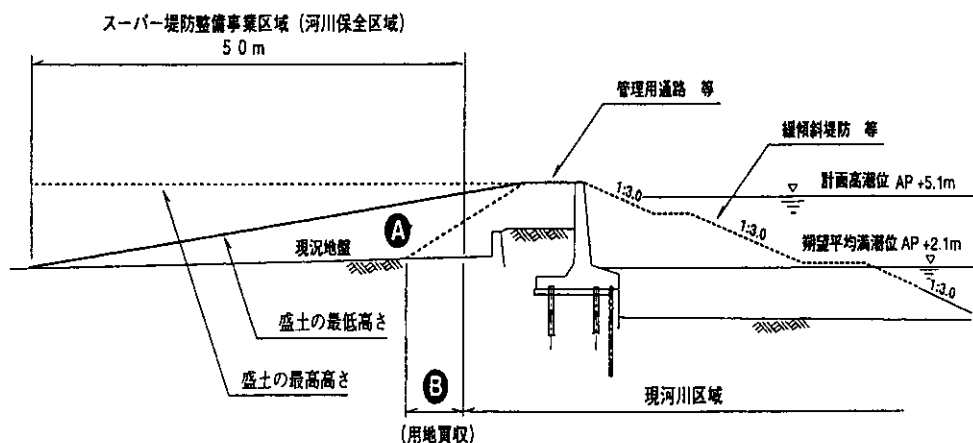 スーパー堤防整備事業区域（河川保全区域）
50m
管理用通路 等
緩傾斜堤防 等
計画高潮位 AP+5.1m
1:3.0
A
現況地盤
1:3.0
朔望平均満潮位 AP+2.1m
1:3.0
盛土の最低高さ
盛土の最高高さ
B
現河川区域
(用地買収)